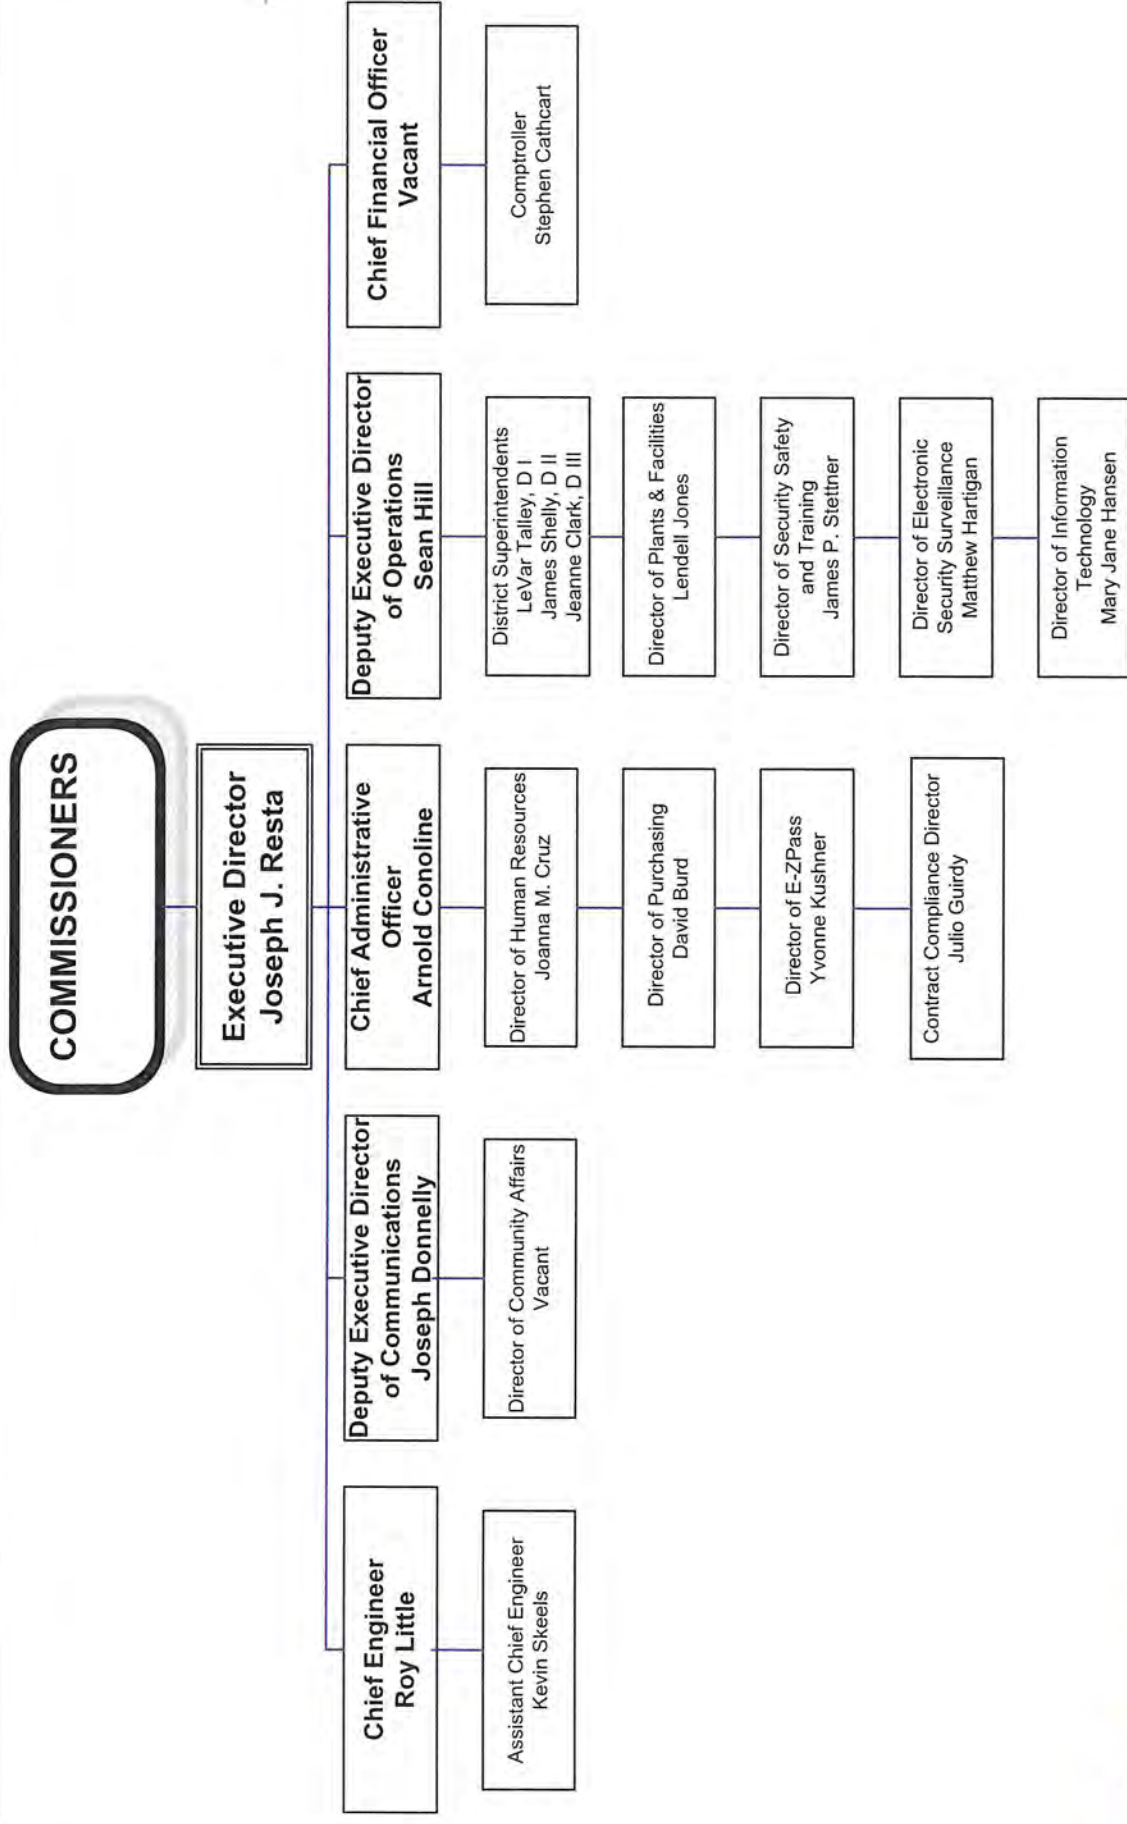 COMMISSIONERS
Executive Director
Joseph J. Resta
Chief Engineer
Roy Little
Assistant Chief Engineer
Kevin Skeels
Deputy Executive Director
of Communications
Joseph Donnelly
Director of Community Affairs
Vacant
Chief Administrative
Officer
Arnold Conoline
Director of Human Resources
Joanna M. Cruz
Director of Purchasing
David Burd
Director of E-ZPass
Yvonne Kushner
Contract Compliance Director
Julio Guirdy
Deputy Executive Director
of Operations
Sean Hill
District Superintendents
LeVar Talley, D I
James Shelly, D II
Jeanne Clark, D III
Director of Plants & Facilities
Lendell Jones
Director of Security Safety
and Training
James P. Stettner
Director of Electronic
Security Surveillance
Matthew Hartigan
Director of Information
Technology
Mary Jane Hansen
Chief Financial Officer
Vacant
Comptroller
Stephen Cathcart